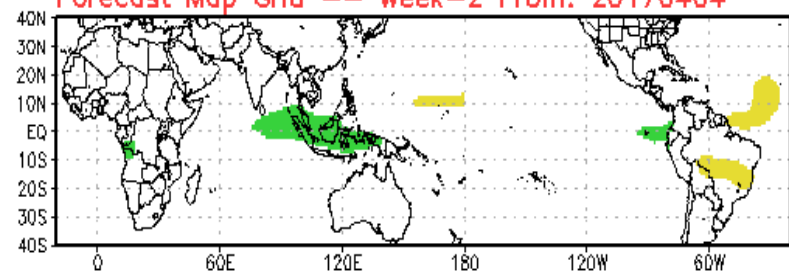 Forecast Map Grid -- Week-2 From: 20170404
40N
30N
20N
10N
EQ
10S
20S
30S
40S
0 60E 120E 180 120W 60W